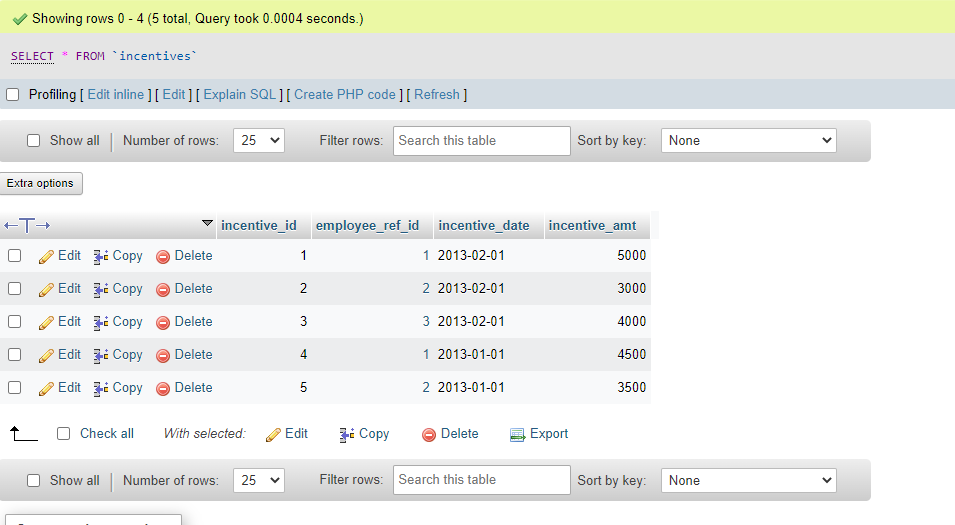 Showing rows 0 - 4 (5 total, Query took 0.0004 seconds.)
SELECT * FROM `incentives`
Profiling [ Edit inline ] [ Edit ] [ Explain SQL ] [ Create PHP code ] [ Refresh ]
Show all Number of rows: 25 Filter rows: Search this table Sort by key: None
Extra options
incentive_id employee_ref_id incentive_date incentive_amt
Edit Copy Delete 1 1 2013-02-01 5000
Edit Copy Delete 2 2 2013-02-01 3000
Edit Copy Delete 3 3 2013-02-01 4000
Edit Copy Delete 4 1 2013-01-01 4500
Edit Copy Delete 5 2 2013-01-01 3500
Check all With selected: Edit Copy Delete Export
Show all Number of rows: 25 Filter rows: Search this table Sort by key: None